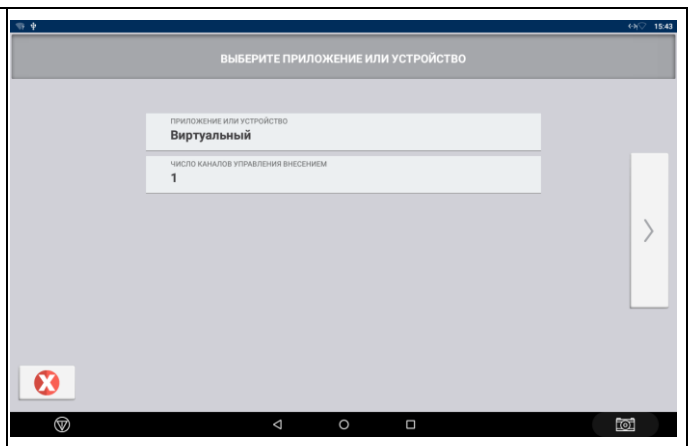 15:43
ВЫБЕРИТЕ ПРИЛОЖЕНИЕ ИЛИ УСТРОЙСТВО
ПРИЛОЖЕНИЕ ИЛИ УСТРОЙСТВО
Виртуальный
ЧИСЛО КАНАЛОВ УПРАВЛЕНИЯ ВНЕСЕНИЕМ
1